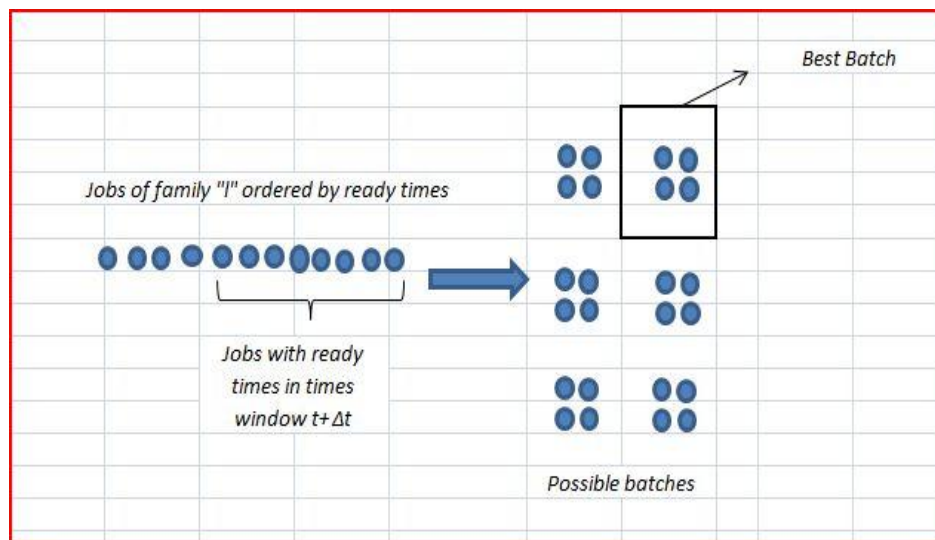 Best Batch
Jobs of family "l" ordered by ready times
Jobs with ready
times in times
window t+ Δt
Possible batches